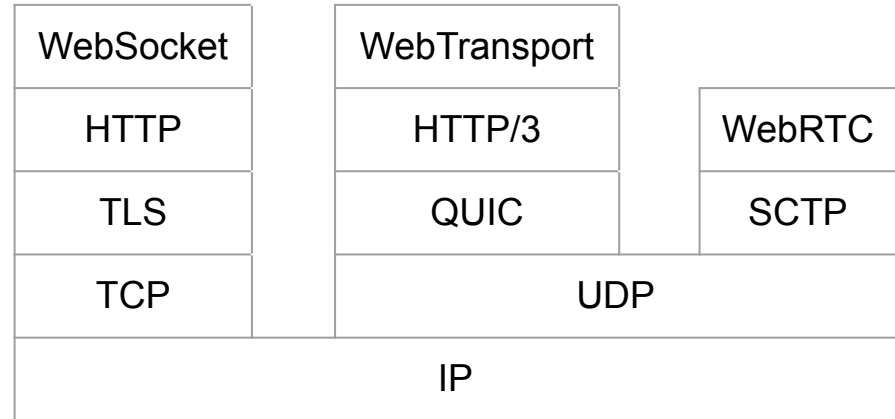 WebSocket WebTransport
HTTP HTTP/3 WebRTC
TLS QUIC SCTP
TCP UDP
IP